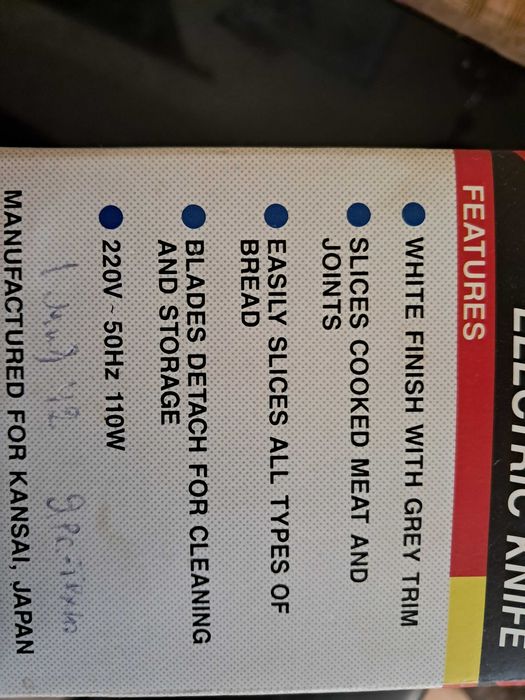 ELECTRIC KNIFE
FEATURES
WHITE FINISH WITH GREY TRIM
SLICES COOKED MEAT AND
JOINTS
EASILY SLICES ALL TYPES OF
BREAD
BLADES DETACH FOR CLEANING
AND STORAGE
220V ~ 50Hz 110W
MANUFACTURED FOR KANSAI, JAPAN